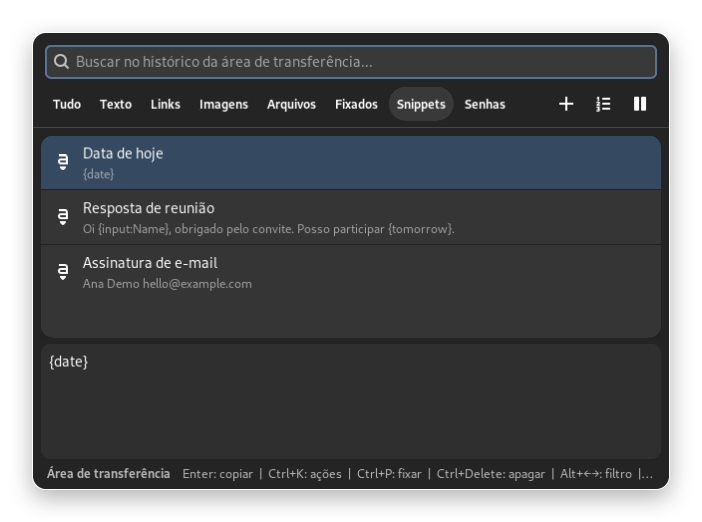 Buscar no histórico da área de transferência...
Tudo Texto Links Imagens Arquivos Fixados Snippets Senhas
Data de hoje
{date}
Resposta de reunião
Oi {input:Name}, obrigado pelo convite. Posso participar {tomorrow}.
Assinatura de e-mail
Ana Demo hello@example.com
{date}
Área de transferência Enter: copiar | Ctrl+K: ações | Ctrl+P: fixar | Ctrl+Delete: apagar | Alt+←→: filtro |...